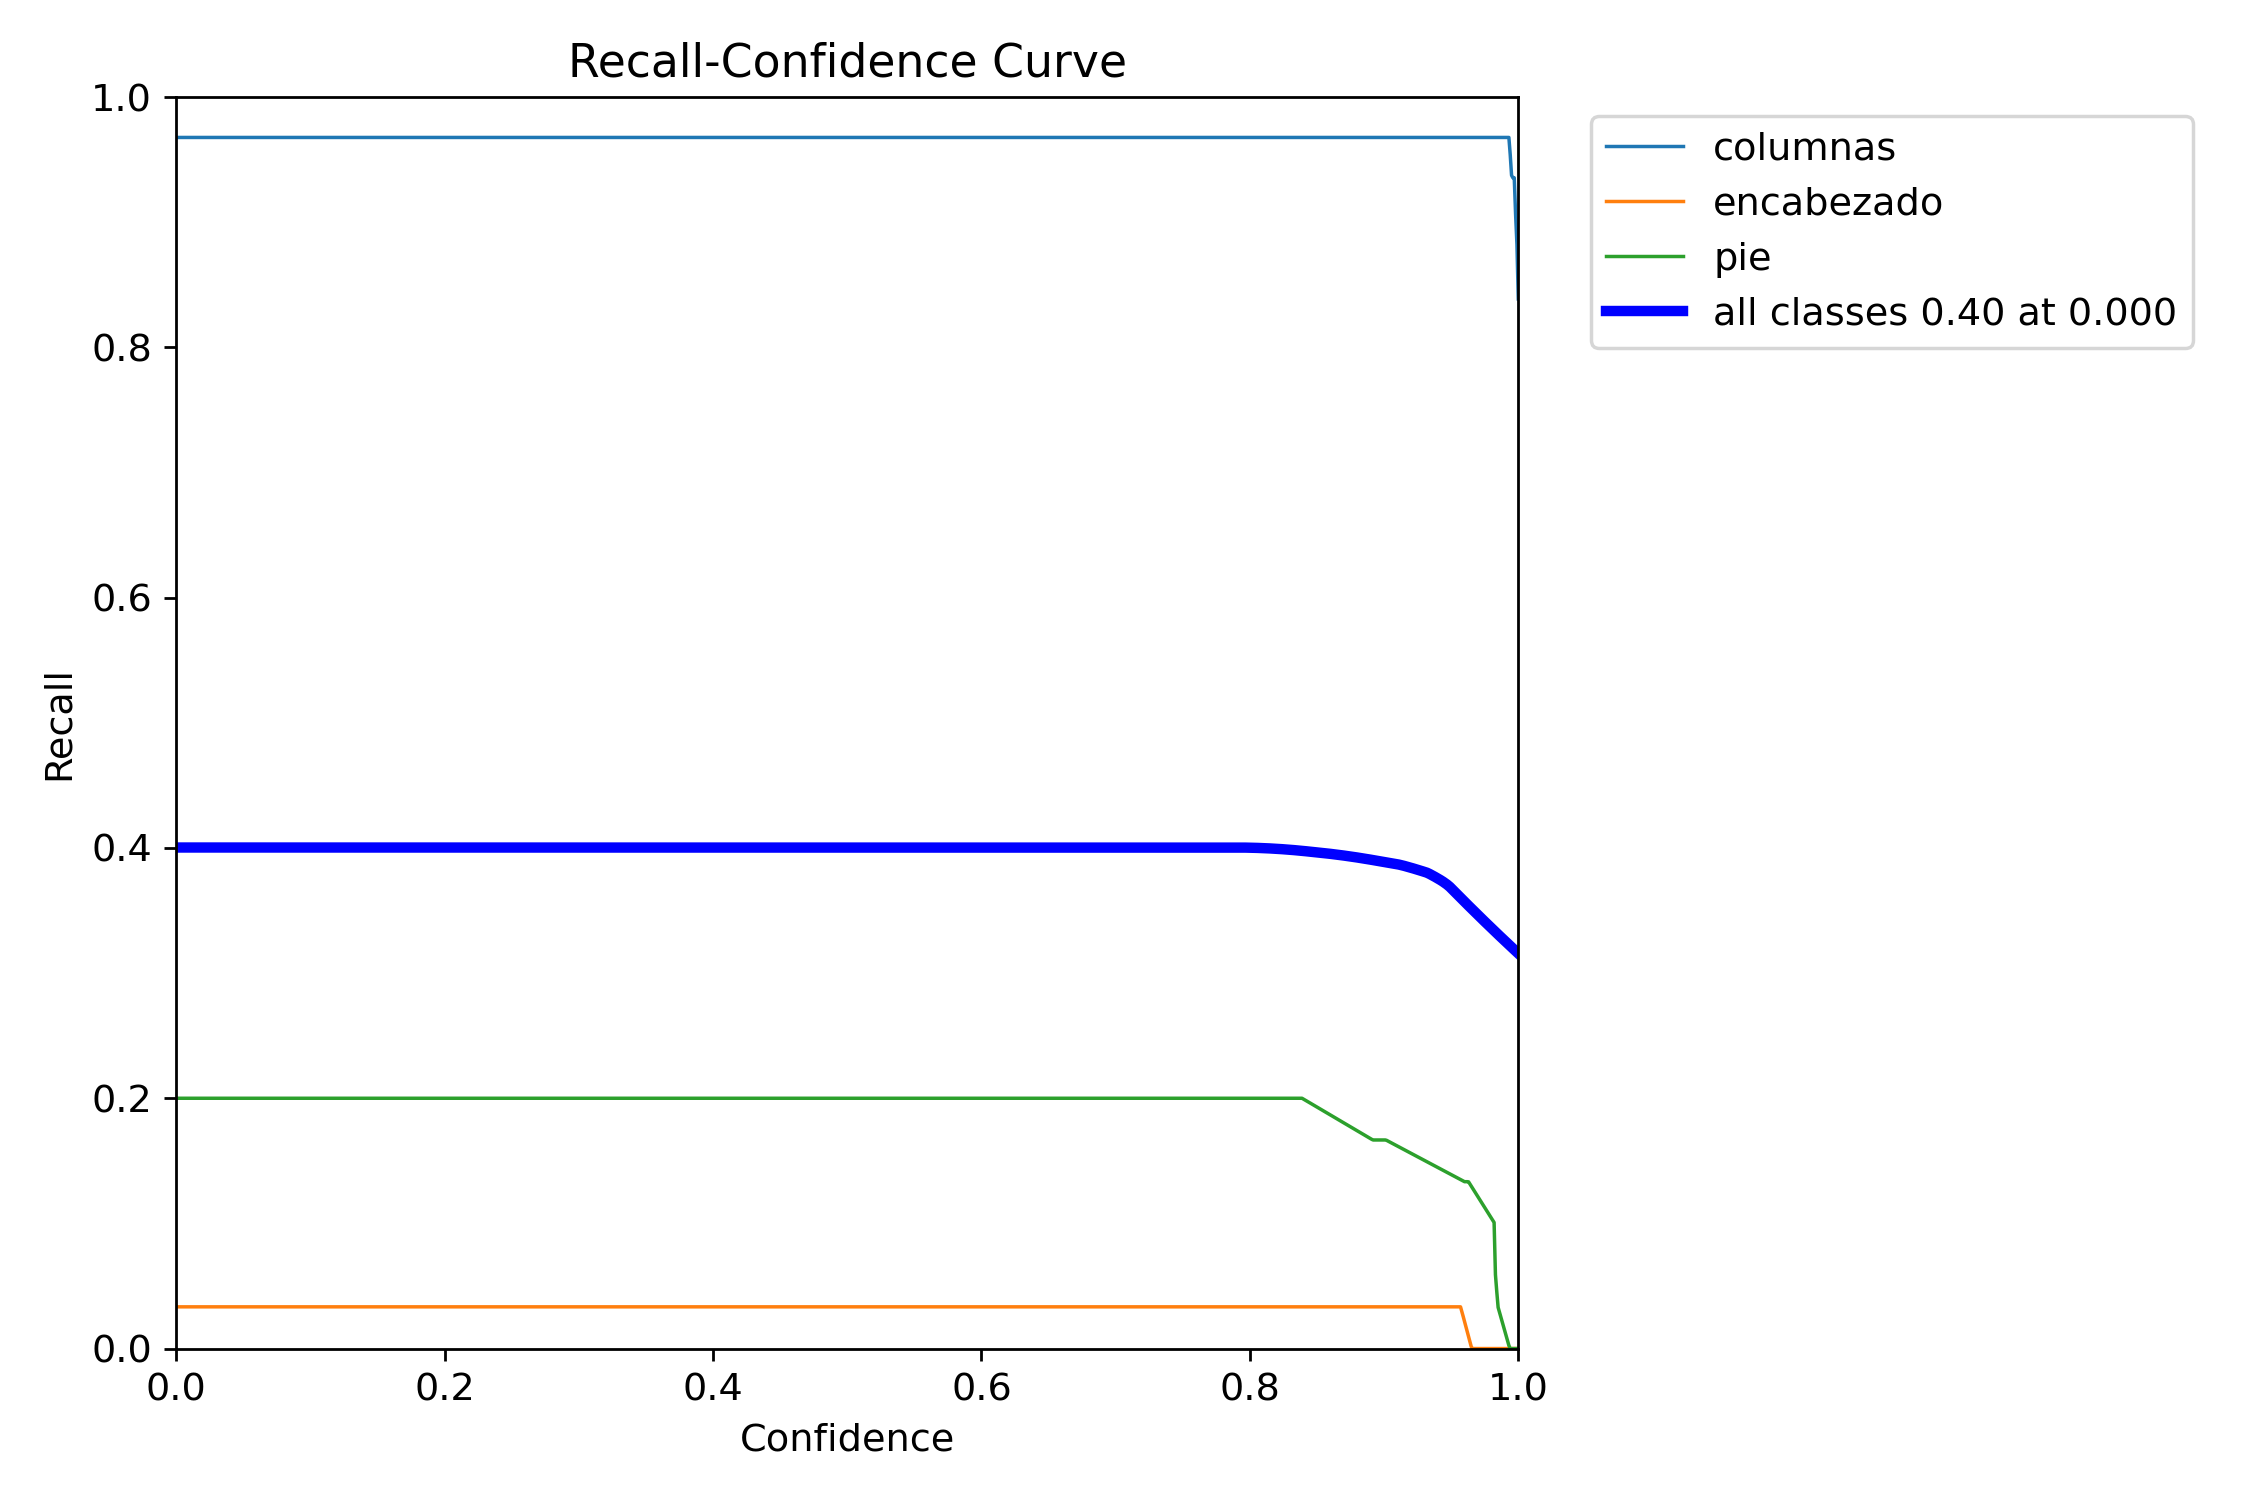 Recall-Confidence Curve
1.0
0.8
0.6
0.4
0.2
0.0
Recall
0.0 0.2 0.4 0.6 0.8 1.0
Confidence
columnas
encabezado
pie
all classes 0.40 at 0.000